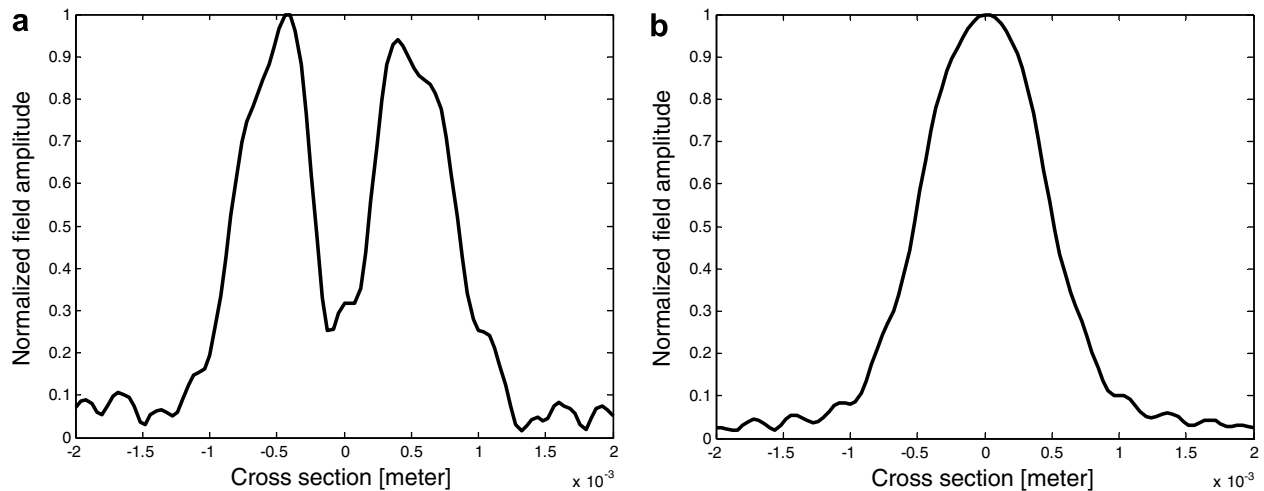 a
Normalized field amplitude
1
0.9
0.8
0.7
0.6
0.5
0.4
0.3
0.2
0.1
0
-2 -1.5 -1 -0.5 0 0.5 1 1.5 2
Cross section [meter]
x 10-3
b
Normalized field amplitude
1
0.9
0.8
0.7
0.6
0.5
0.4
0.3
0.2
0.1
0
-2 -1.5 -1 -0.5 0 0.5 1 1.5 2
Cross section [meter]
x 10-3